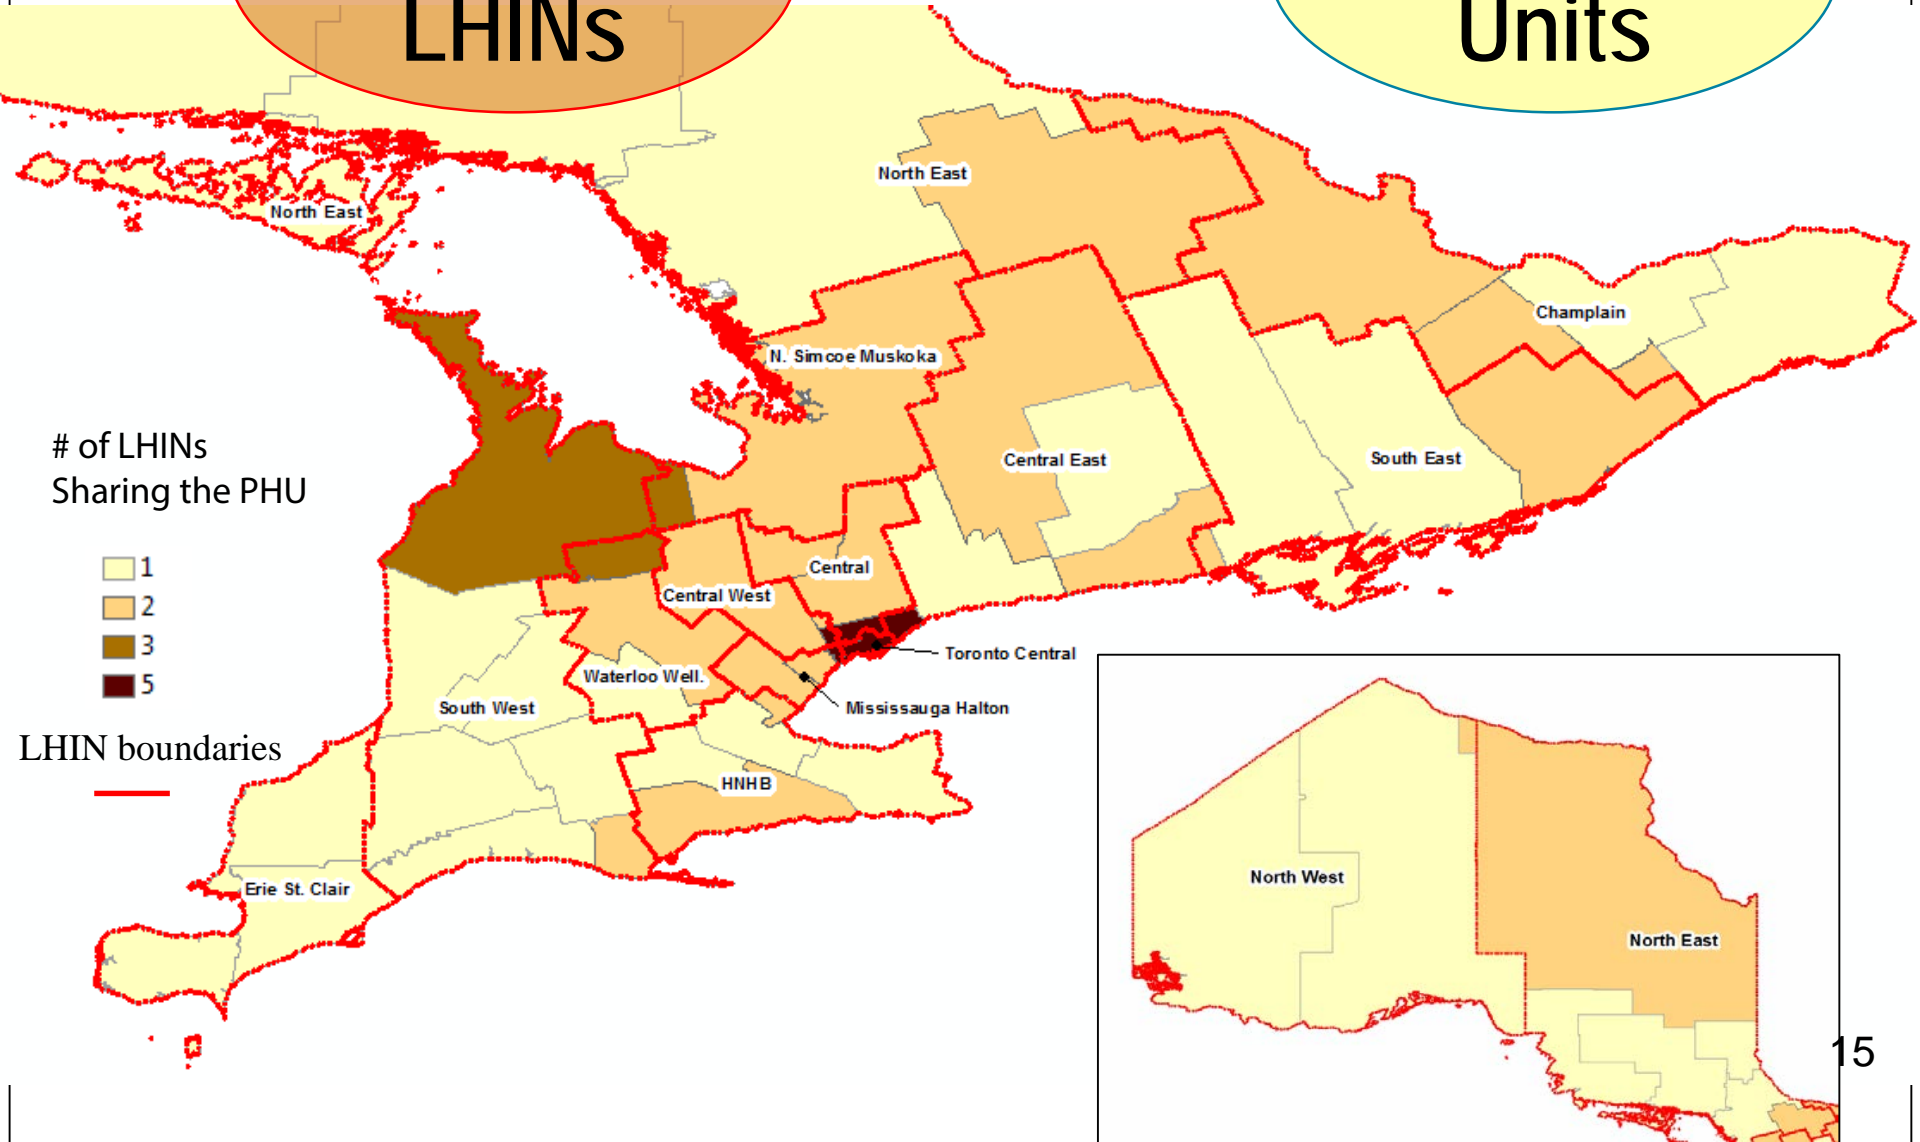 LHINs
Units
North East
North East
Champlain
N. Simcoe Muskoka
# of LHINs
Sharing the PHU
1
2
3
5
LHIN boundaries
Central East
South East
Central
Central West
Toronto Central
Waterloo Well.
Mississauga Halton
South West
HNHB
Erie St. Clair
North West
North East
15